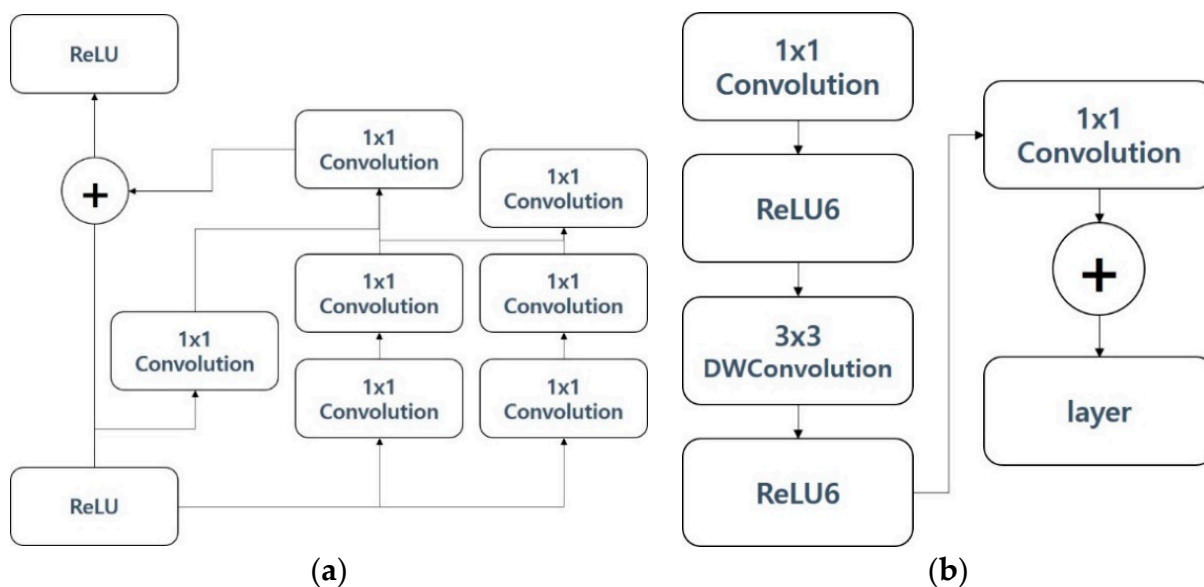 ReLU
+
1x1
Convolution
1x1
Convolution
1x1
Convolution
1x1
Convolution
1x1
Convolution
1x1
Convolution
1x1
Convolution
ReLU
(a)
1x1
Convolution
ReLU6
3x3
DWConvolution
ReLU6
1x1
Convolution
+
layer
(b)